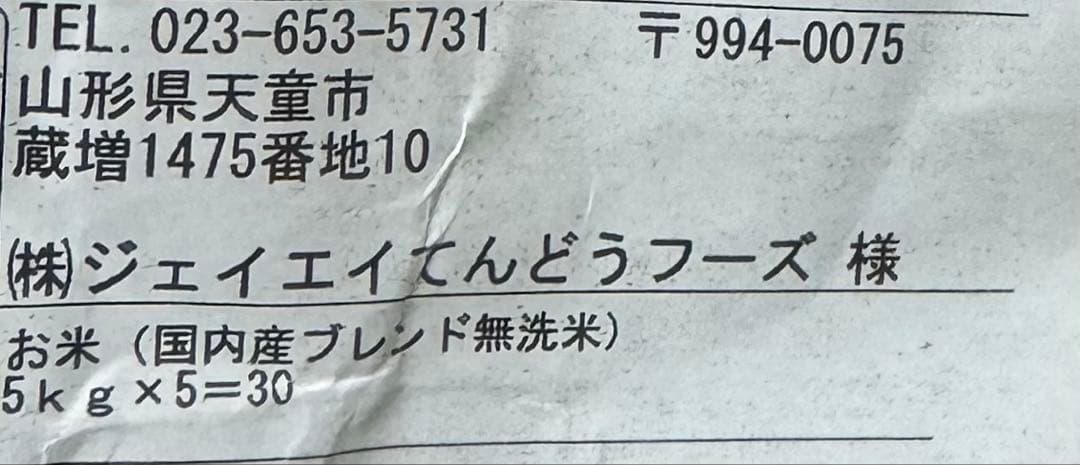 TEL. 023-653-5731 〒994-0075
山形県天童市
蔵増1475番地10
㈱ジェイエイてんどうフーズ 様
お米（国内産ブレンド無洗米）
5ｋｇ×5＝30